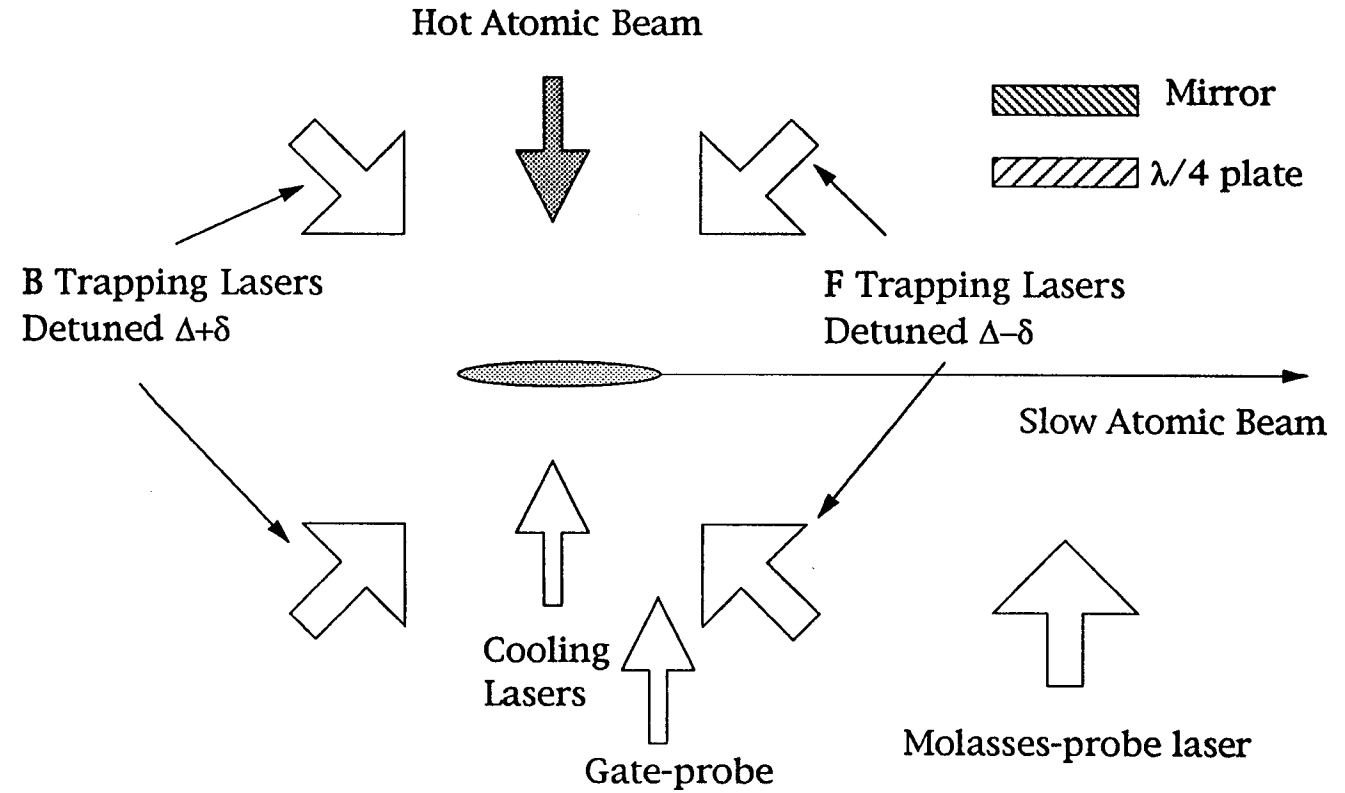 Hot Atomic Beam
Mirror
λ/4 plate
B Trapping Lasers
Detuned Δ+δ
F Trapping Lasers
Detuned Δ−δ
Slow Atomic Beam
Cooling
Lasers
Gate-probe
Molasses-probe laser